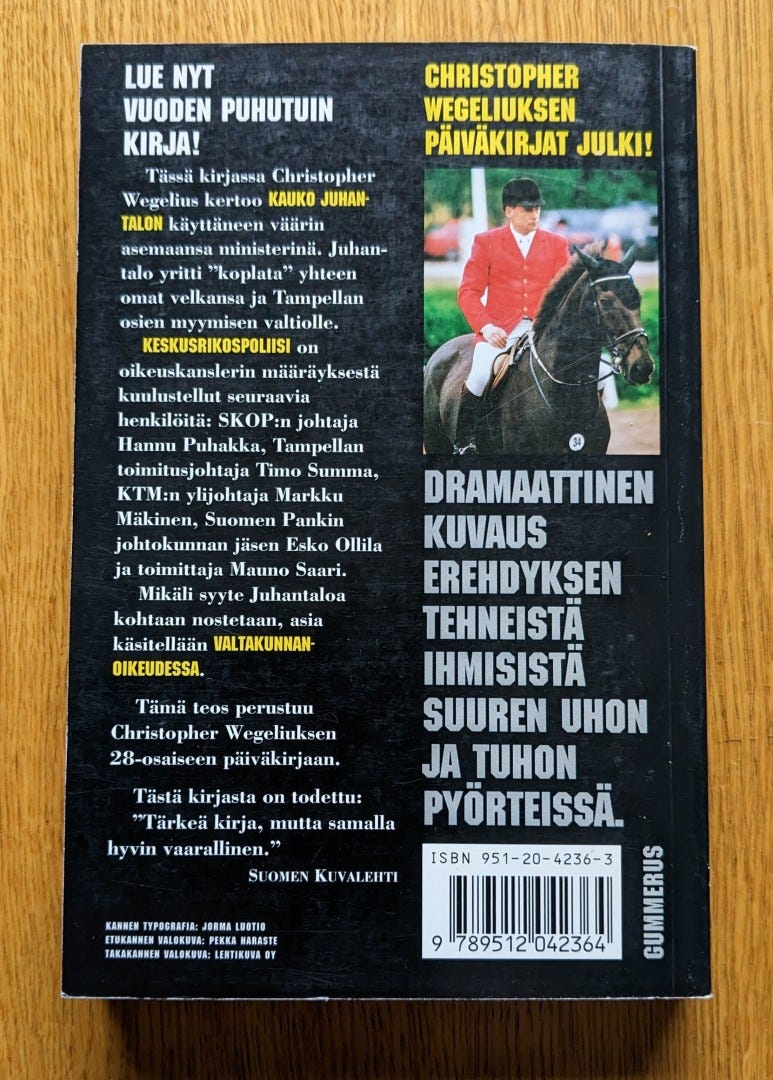 LUE NYT
VUODEN PUHUTUIN
KIRJA!
Tässä kirjassa Christopher
Wegelius kertoo KAUKO JUHAN-
TALON käyttäneen väärin
asemaansa ministerinä. Juhan-
talo yritti ”koplata” yhteen
omat velkansa ja Tampellan
osien myymisen valtiolle.
KESKUSRIKOSPOLIISI on
oikeuskanslerin määräyksestä
kuulustellut seuraavia
henkilöitä: SKOP:n johtaja
Hannu Puhakka, Tampellan
toimitusjohtaja Timo Summa,
KTM:n ylijohtaja Markku
Mäkinen, Suomen Pankin
johtokunnan jäsen Esko Ollila
ja toimittaja Mauno Saari.
Mikäli syyte Juhantaloa
kohtaan nostetaan, asia
käsitellään VALTAKUNNAN-
OIKEUDESSA.
Tämä teos perustuu
Christopher Wegeliuksen
28-osaiseen päiväkirjaan.
Tästä kirjasta on todettu:
”Tärkeä kirja, mutta samalla
hyvin vaarallinen.”
SUOMEN KUVALEHTI
KANNEN TYPOGRAFIA: JORMA LUOTIO
ETUKANNEN VALOKUVA: PEKKA HARASTE
TAKAKANNEN VALOKUVA: LEHTIKUVA OY
CHRISTOPHER
WEGELIUKSEN
PÄIVÄKIRJAT JULKI!
34
DRAMAATTINEN
KUVAUS
EREHDYKSEN
TEHNEISTÄ
IHMISISTÄ
SUUREN UHON
JA TUHON
PYÖRTEISSÄ.
ISBN 951-20-4236-3
9 789512 042364
GUMMERUS